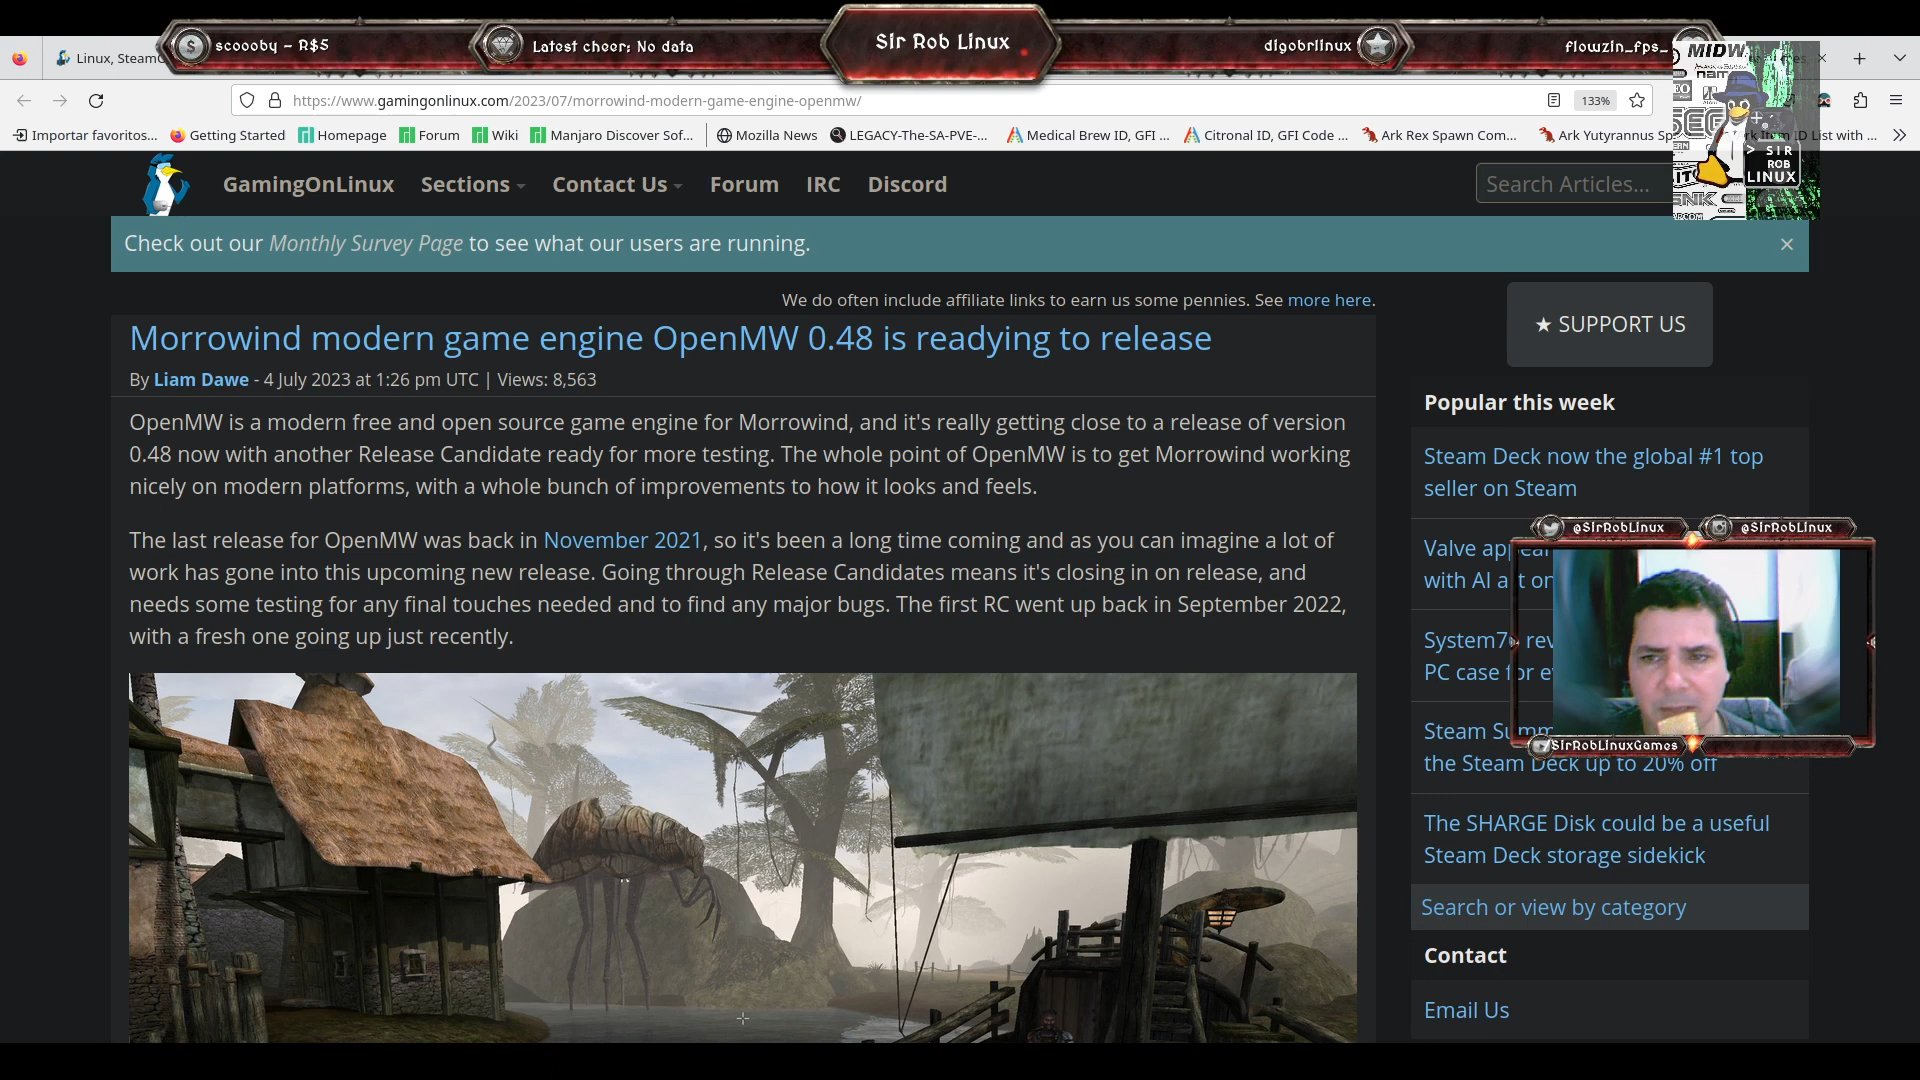 scoooby - R$5
Latest cheer: No data
Sir Rob Linux
digobrlinux
flowzin_fps_
Linux, SteamD
https://www.gamingonlinux.com/2023/07/morrowind-modern-game-engine-openmw/
133%
Importar favoritos...
Getting Started
Homepage
Forum
Wiki
Manjaro Discover Sof...
Mozilla News
LEGACY-The-SA-PVE-...
Medical Brew ID, GFI ...
Citronal ID, GFI Code ...
Ark Rex Spawn Com...
Ark Yutyrannus Sp
rk Item ID List with ...
MIDW
SIR
ROB
LINUX
GamingOnLinux
Sections
Contact Us
Forum
IRC
Discord
Search Articles...
Check out our Monthly Survey Page to see what our users are running.
We do often include affiliate links to earn us some pennies. See more here.
Morrowind modern game engine OpenMW 0.48 is readying to release
By Liam Dawe - 4 July 2023 at 1:26 pm UTC | Views: 8,563
OpenMW is a modern free and open source game engine for Morrowind, and it's really getting close to a release of version
0.48 now with another Release Candidate ready for more testing. The whole point of OpenMW is to get Morrowind working
nicely on modern platforms, with a whole bunch of improvements to how it looks and feels.
The last release for OpenMW was back in November 2021, so it's been a long time coming and as you can imagine a lot of
work has gone into this upcoming new release. Going through Release Candidates means it's closing in on release, and
needs some testing for any final touches needed and to find any major bugs. The first RC went up back in September 2022,
with a fresh one going up just recently.
★ SUPPORT US
Popular this week
Steam Deck now the global #1 top
seller on Steam
Valve appear
with AI art on
System76 rev
PC case for e
Steam Summ
the Steam Deck up to 20% off
The SHARGE Disk could be a useful
Steam Deck storage sidekick
Search or view by category
Contact
Email Us
@SirRobLinux
@SirRobLinux
SirRobLinuxGames